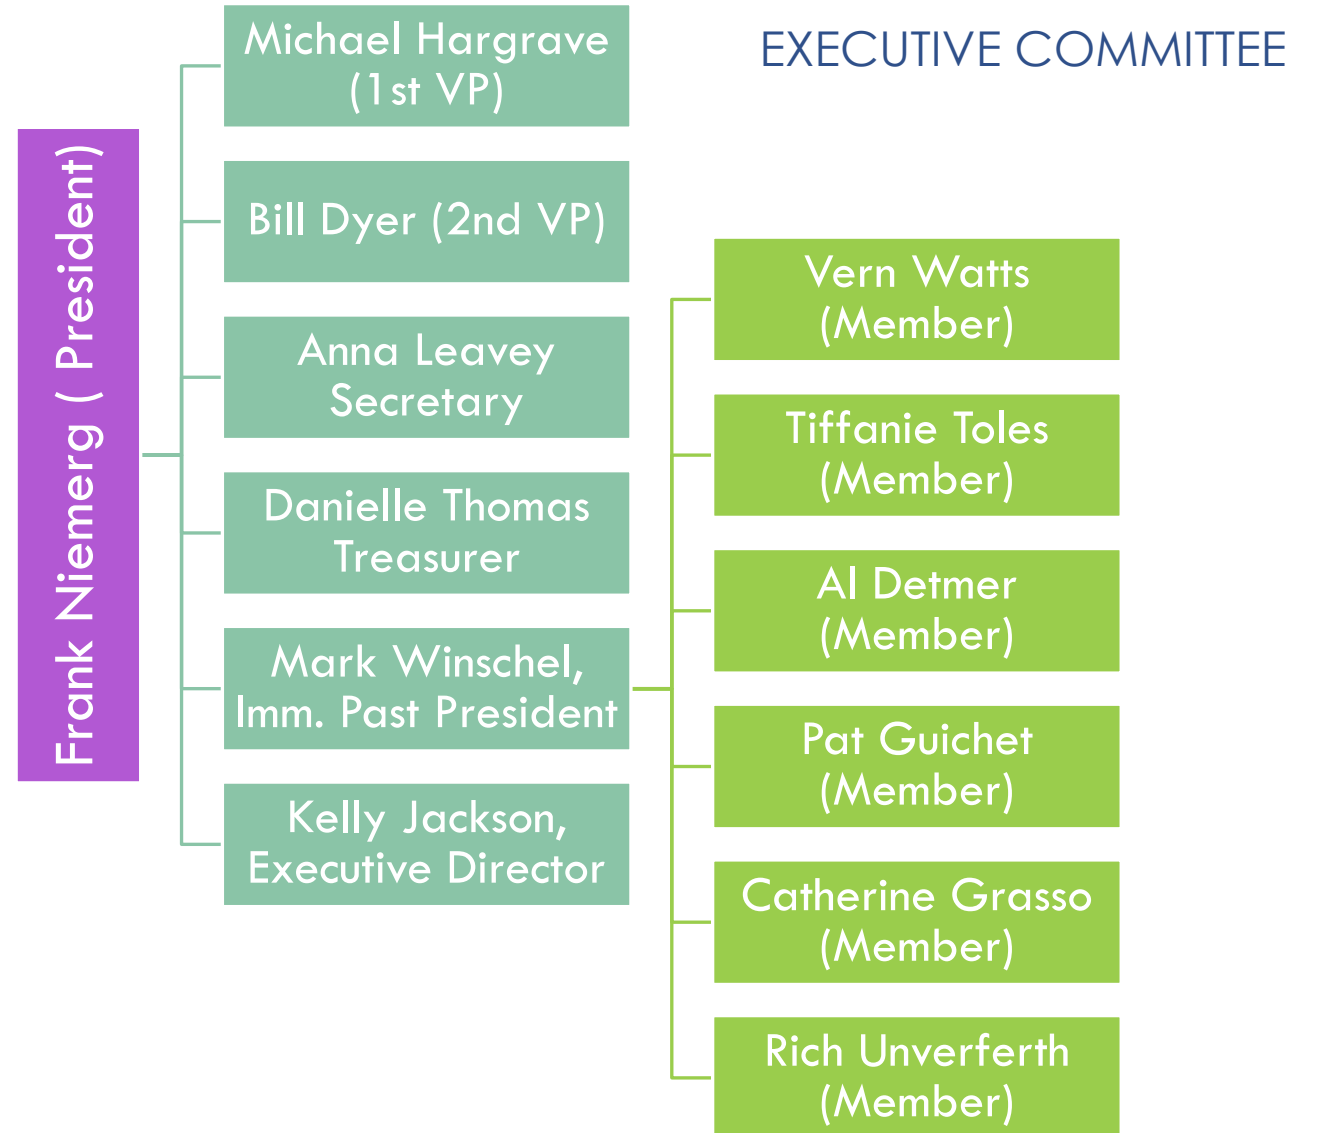 EXECUTIVE COMMITTEE
Frank Niemerg ( President)
Michael Hargrave
(1st VP)
Bill Dyer (2nd VP)
Anna Leavey
Secretary
Danielle Thomas
Treasurer
Mark Winschel,
Imm. Past President
Kelly Jackson,
Executive Director
Vern Watts
(Member)
Tiffanie Toles
(Member)
Al Detmer
(Member)
Pat Guichet
(Member)
Catherine Grasso
(Member)
Rich Unverferth
(Member)